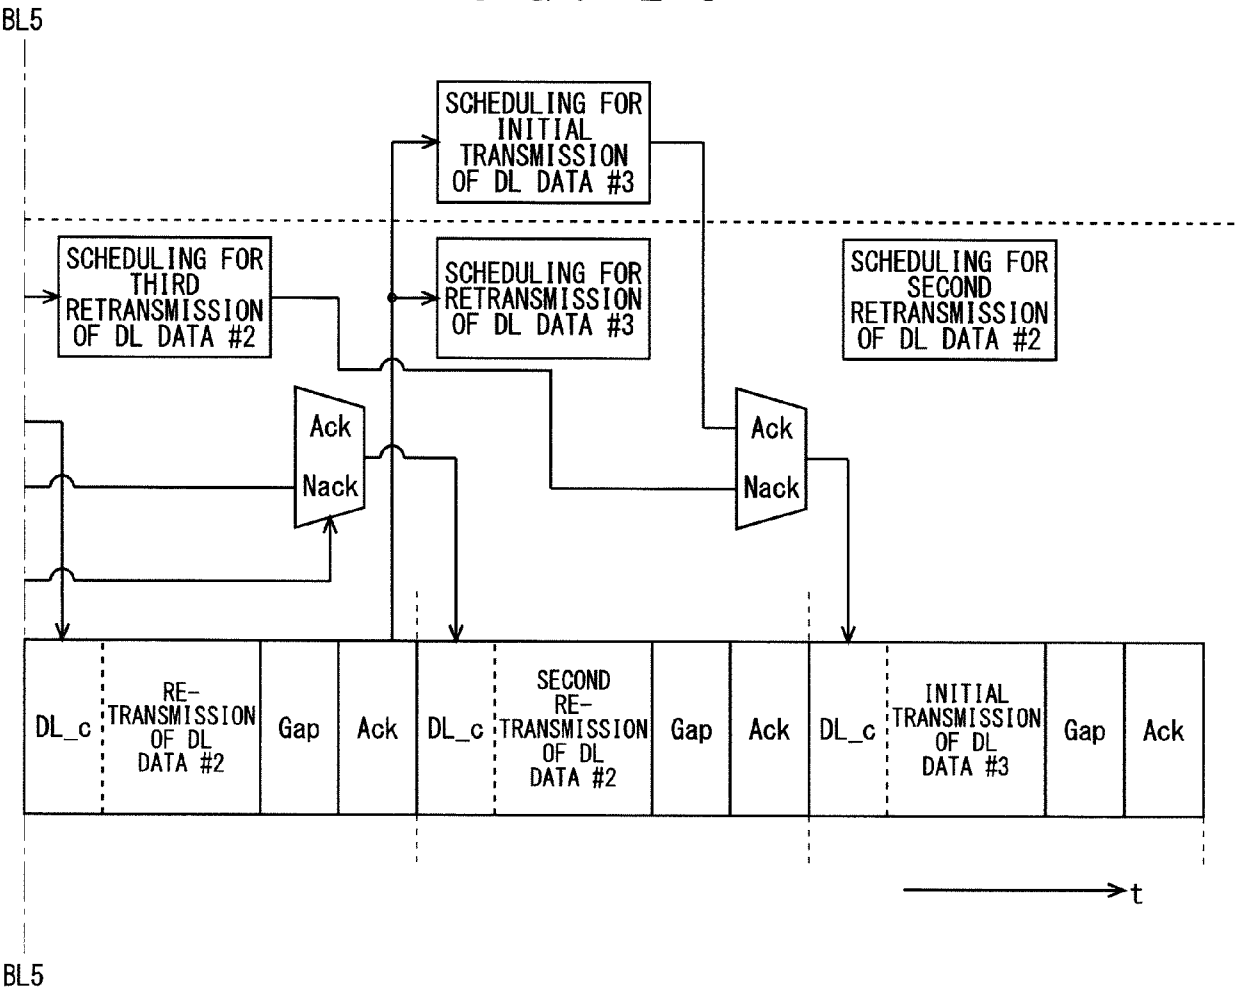 BL5
SCHEDULING FOR
INITIAL
TRANSMISSION
OF DL DATA #3
SCHEDULING FOR
THIRD
RETRANSMISSION
OF DL DATA #2
SCHEDULING FOR
RETRANSMISSION
OF DL DATA #3
SCHEDULING FOR
SECOND
RETRANSMISSION
OF DL DATA #2
Ack
Nack
Ack
Nack
DL_c
RE-
TRANSMISSION
OF DL
DATA #2
Gap
Ack
DL_c
SECOND
RE-
TRANSMISSION
OF DL
DATA #2
Gap
Ack
DL_c
INITIAL
TRANSMISSION
OF DL
DATA #3
Gap
Ack
t
BL5